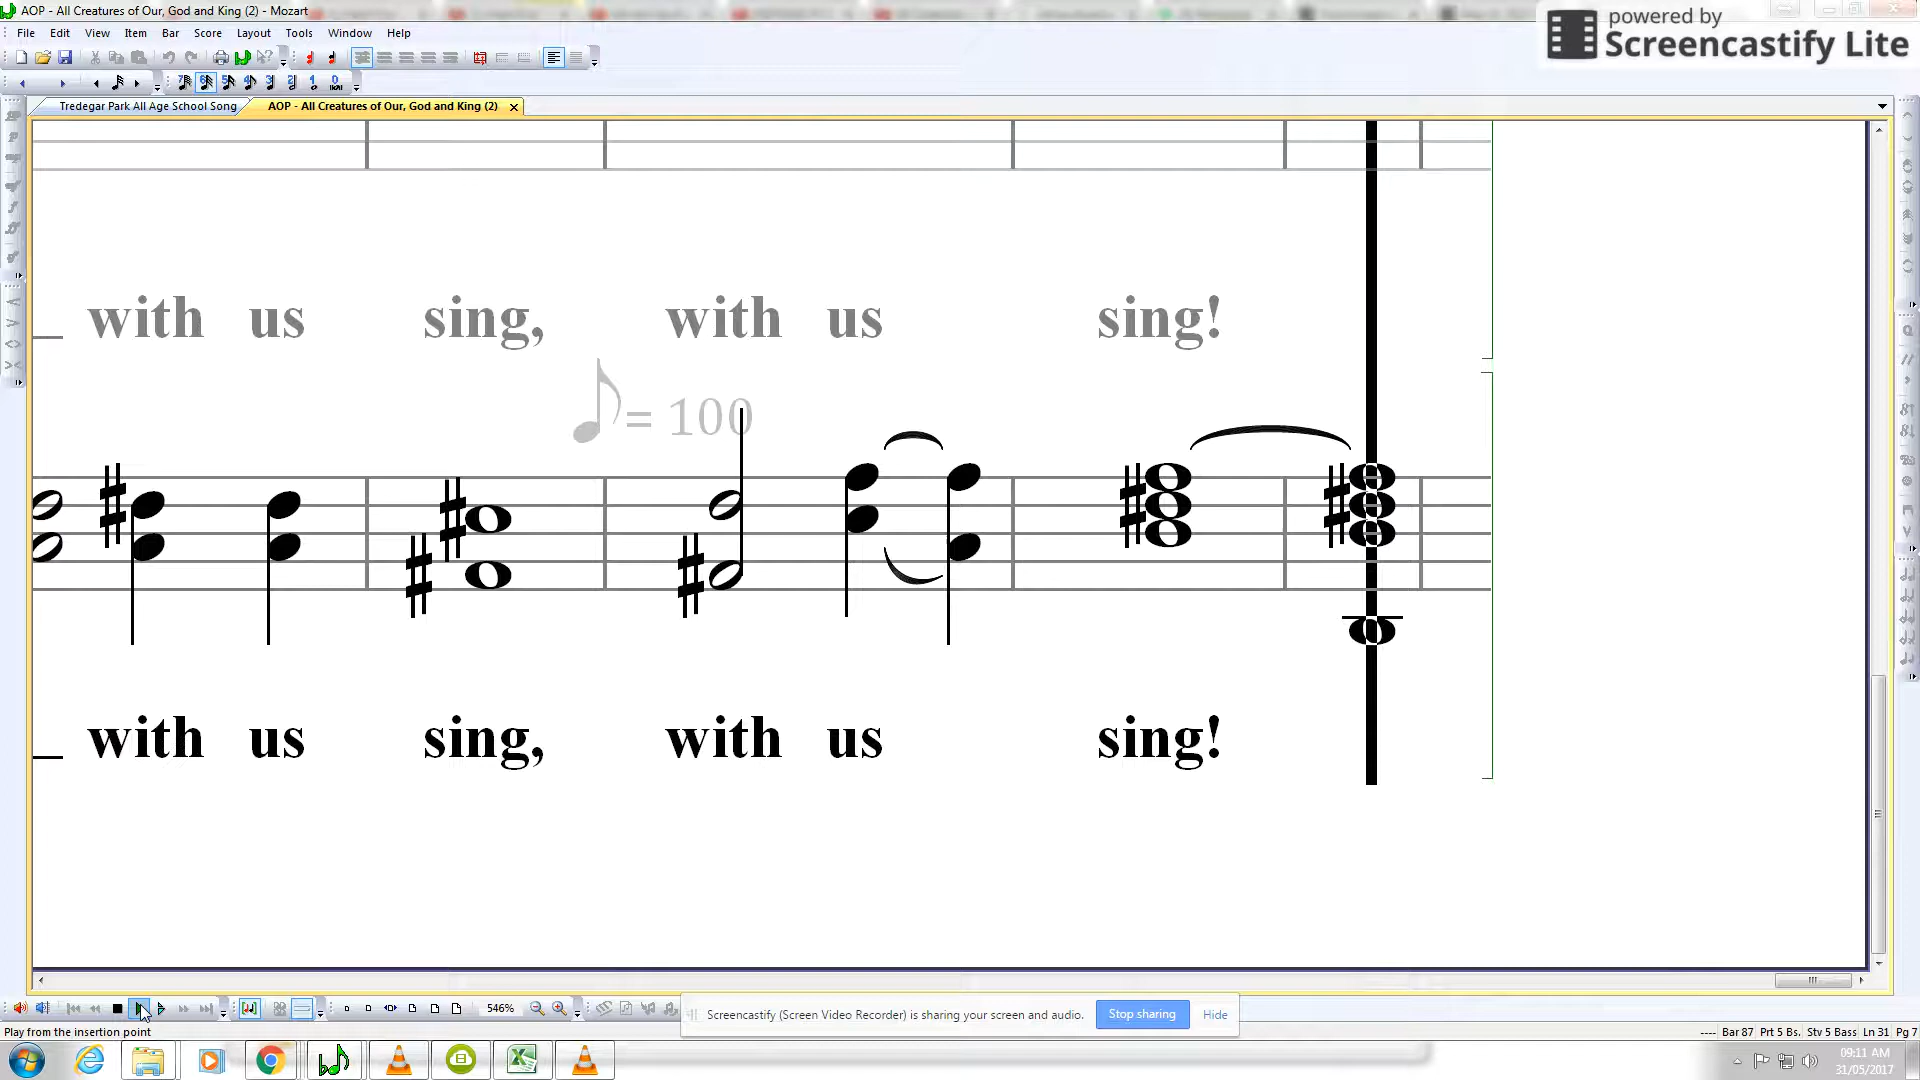 AOP - All Creatures of Our, God and King (2) - Mozart
powered by
Screencastify Lite
File Edit View Item Bar Score Layout Tools Window Help
Tredegar Park All Age School Song AOP - All Creatures of Our, God and King (2)
with us sing, with us sing!
= 100
with us sing, with us sing!
546%
Screencastify (Screen Video Recorder) is sharing your screen and audio. Stop sharing Hide
Play from the insertion point
---- Bar 87 Prt 5 Bs. Stv 5 Bass Ln 31 Pg 7
09:11 AM
31/05/2017